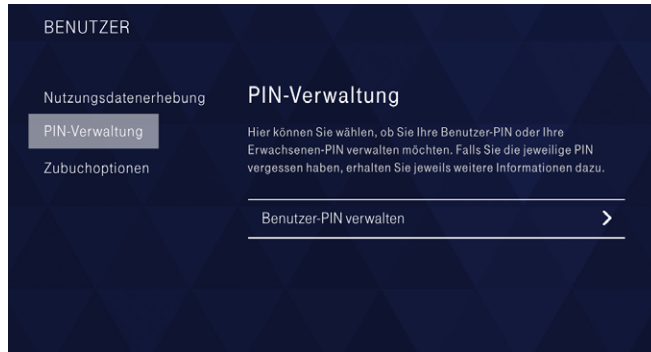 BENUTZER
Nutzungsdatenerhebung
PIN-Verwaltung
Zubuchoptionen
PIN-Verwaltung
Hier können Sie wählen, ob Sie Ihre Benutzer-PIN oder Ihre
Erwachsenen-PIN verwalten möchten. Falls Sie die jeweilige PIN
vergessen haben, erhalten Sie jeweils weitere Informationen dazu.
Benutzer-PIN verwalten